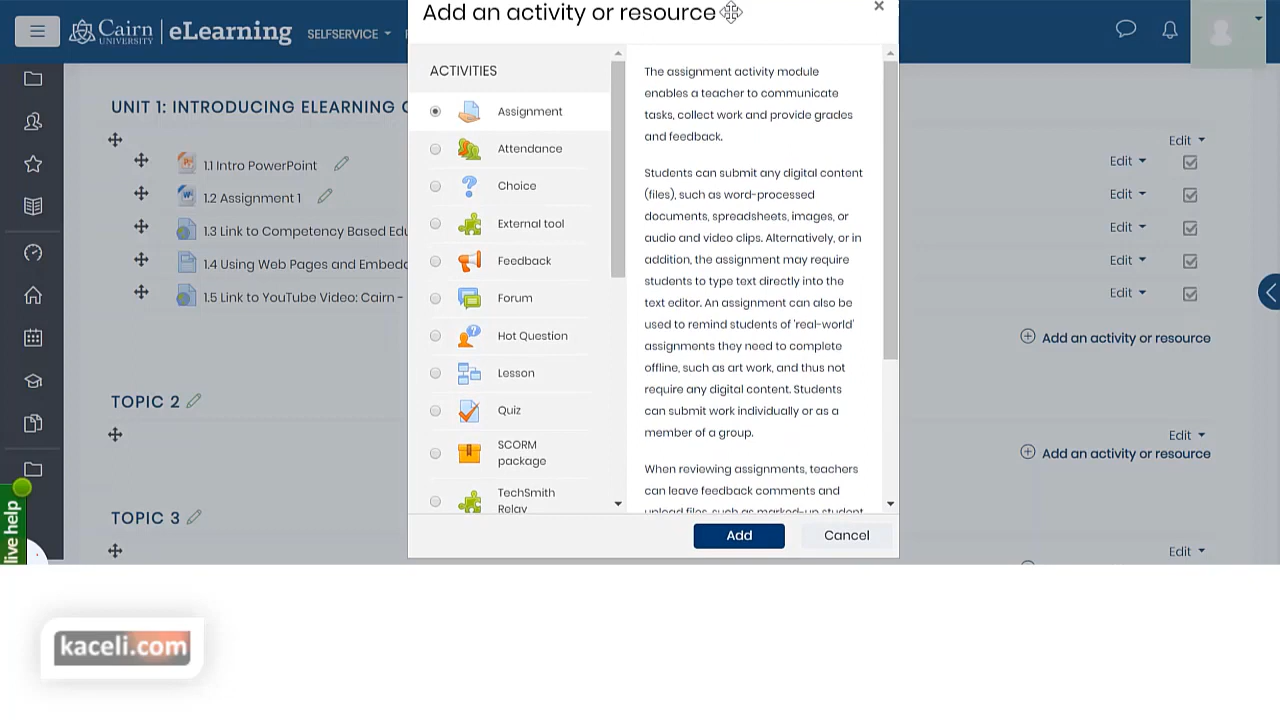 Add an activity or resource
×
Cairn
UNIVERSITY
eLearning
SELFSERVICE
UNIT 1: INTRODUCING ELEARNING
1.1 Intro PowerPoint
1.2 Assignment 1
1.3 Link to Competency Based Edu
1.4 Using Web Pages and Embed
1.5 Link to YouTube Video: Cairn -
TOPIC 2
TOPIC 3
ACTIVITIES
Assignment
Attendance
Choice
External tool
Feedback
Forum
Hot Question
Lesson
Quiz
SCORM
package
TechSmith
Relay
The assignment activity module
enables a teacher to communicate
tasks, collect work and provide grades
and feedback.
Students can submit any digital content
(files), such as word-processed
documents, spreadsheets, images, or
audio and video clips. Alternatively, or in
addition, the assignment may require
students to type text directly into the
text editor. An assignment can also be
used to remind students of 'real-world'
assignments they need to complete
offline, such as art work, and thus not
require any digital content. Students
can submit work individually or as a
member of a group.
When reviewing assignments, teachers
can leave feedback comments and
upload files, such as marked-up student
Add
Cancel
Edit
Edit
Edit
Edit
Edit
Edit
Add an activity or resource
Edit
Add an activity or resource
Edit
live help
kaceli.com